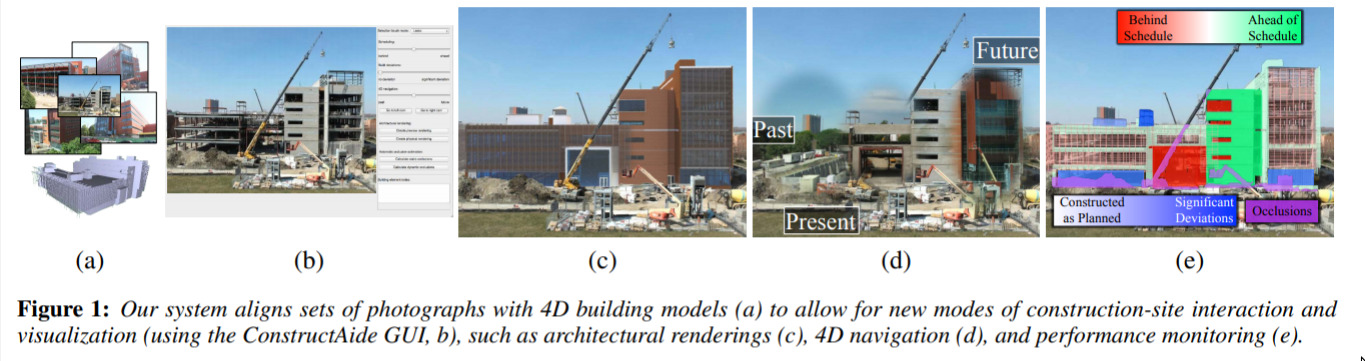 Behind
Schedule
Ahead of
Schedule
Future
Past
Present
Constructed
as Planned
Significant
Deviations
Occlusions
(a)
(b)
(c)
(d)
(e)
Figure 1: Our system aligns sets of photographs with 4D building models (a) to allow for new modes of construction-site interaction and
visualization (using the ConstructAide GUI, b), such as architectural renderings (c), 4D navigation (d), and performance monitoring (e).